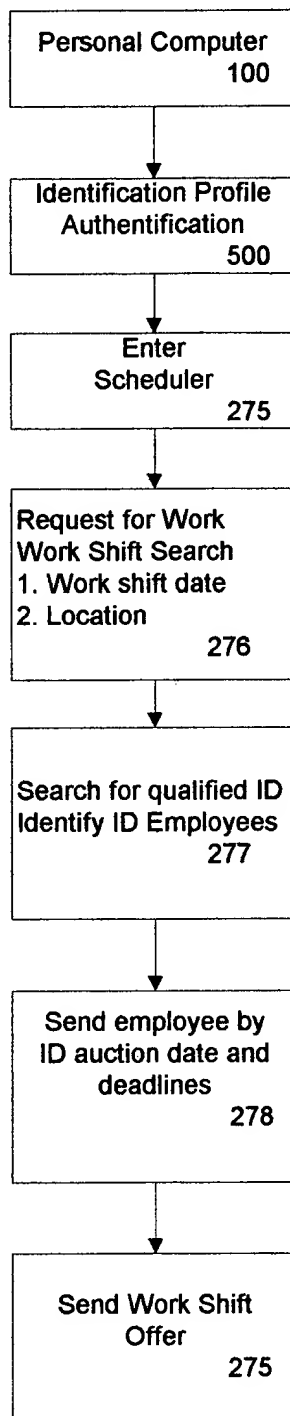 Personal Computer
100
Identification Profile
Authentification
500
Enter
Scheduler
275
Request for Work
Work Shift Search
1. Work shift date
2. Location
276
Search for qualified ID
Identify ID Employees
277
Send employee by
ID auction date and
deadlines
278
Send Work Shift
Offer
275